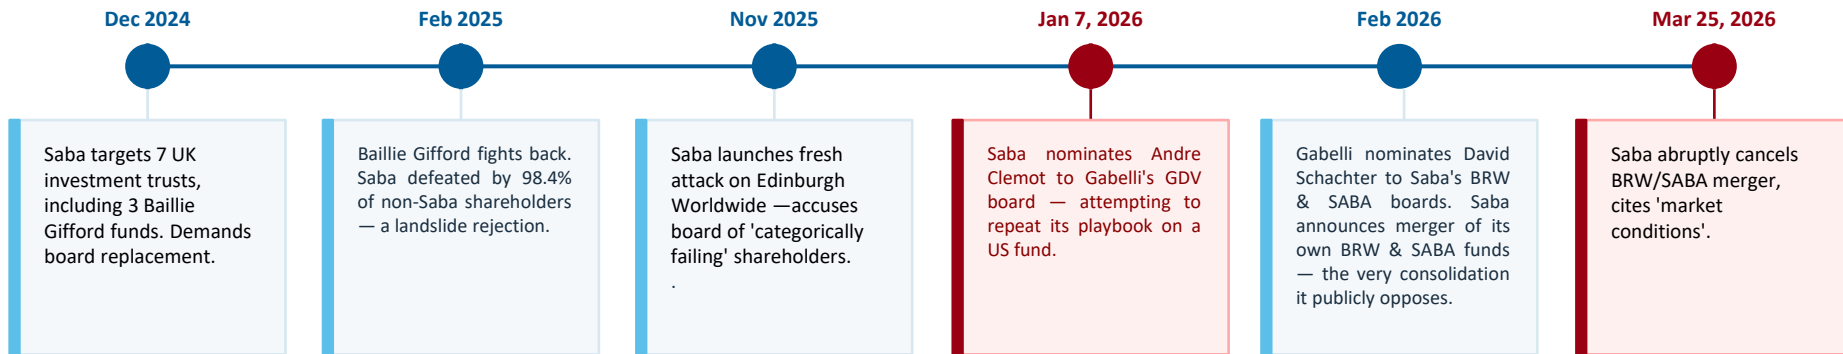 Dec 2024
Saba targets 7 UK
investment trusts,
including 3 Baillie
Gifford funds. Demands
board replacement.
Feb 2025
Baillie Gifford fights back.
Saba defeated by 98.4%
of non-Saba shareholders
— a landslide rejection.
Nov 2025
Saba launches fresh
attack on Edinburgh
Worldwide —accuses
board of 'categorically
failing' shareholders.
.
Jan 7, 2026
Saba nominates Andre
Clemot to Gabelli's GDV
board — attempting to
repeat its playbook on a
US fund.
Feb 2026
Gabelli nominates David
Schachter to Saba's BRW
& SABA boards. Saba
announces merger of its
own BRW & SABA funds
— the very consolidation
it publicly opposes.
Mar 25, 2026
Saba abruptly cancels
BRW/SABA merger,
cites 'market
conditions'.